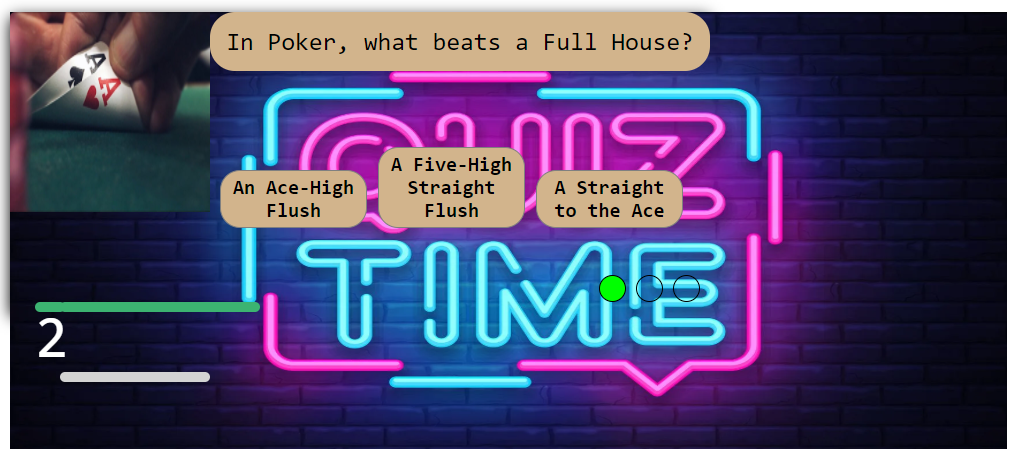 In Poker, what beats a Full House?
QUIZ
A Five-High
Straight
Flush
An Ace-High
Flush
A Straight
to the Ace
TIME
2